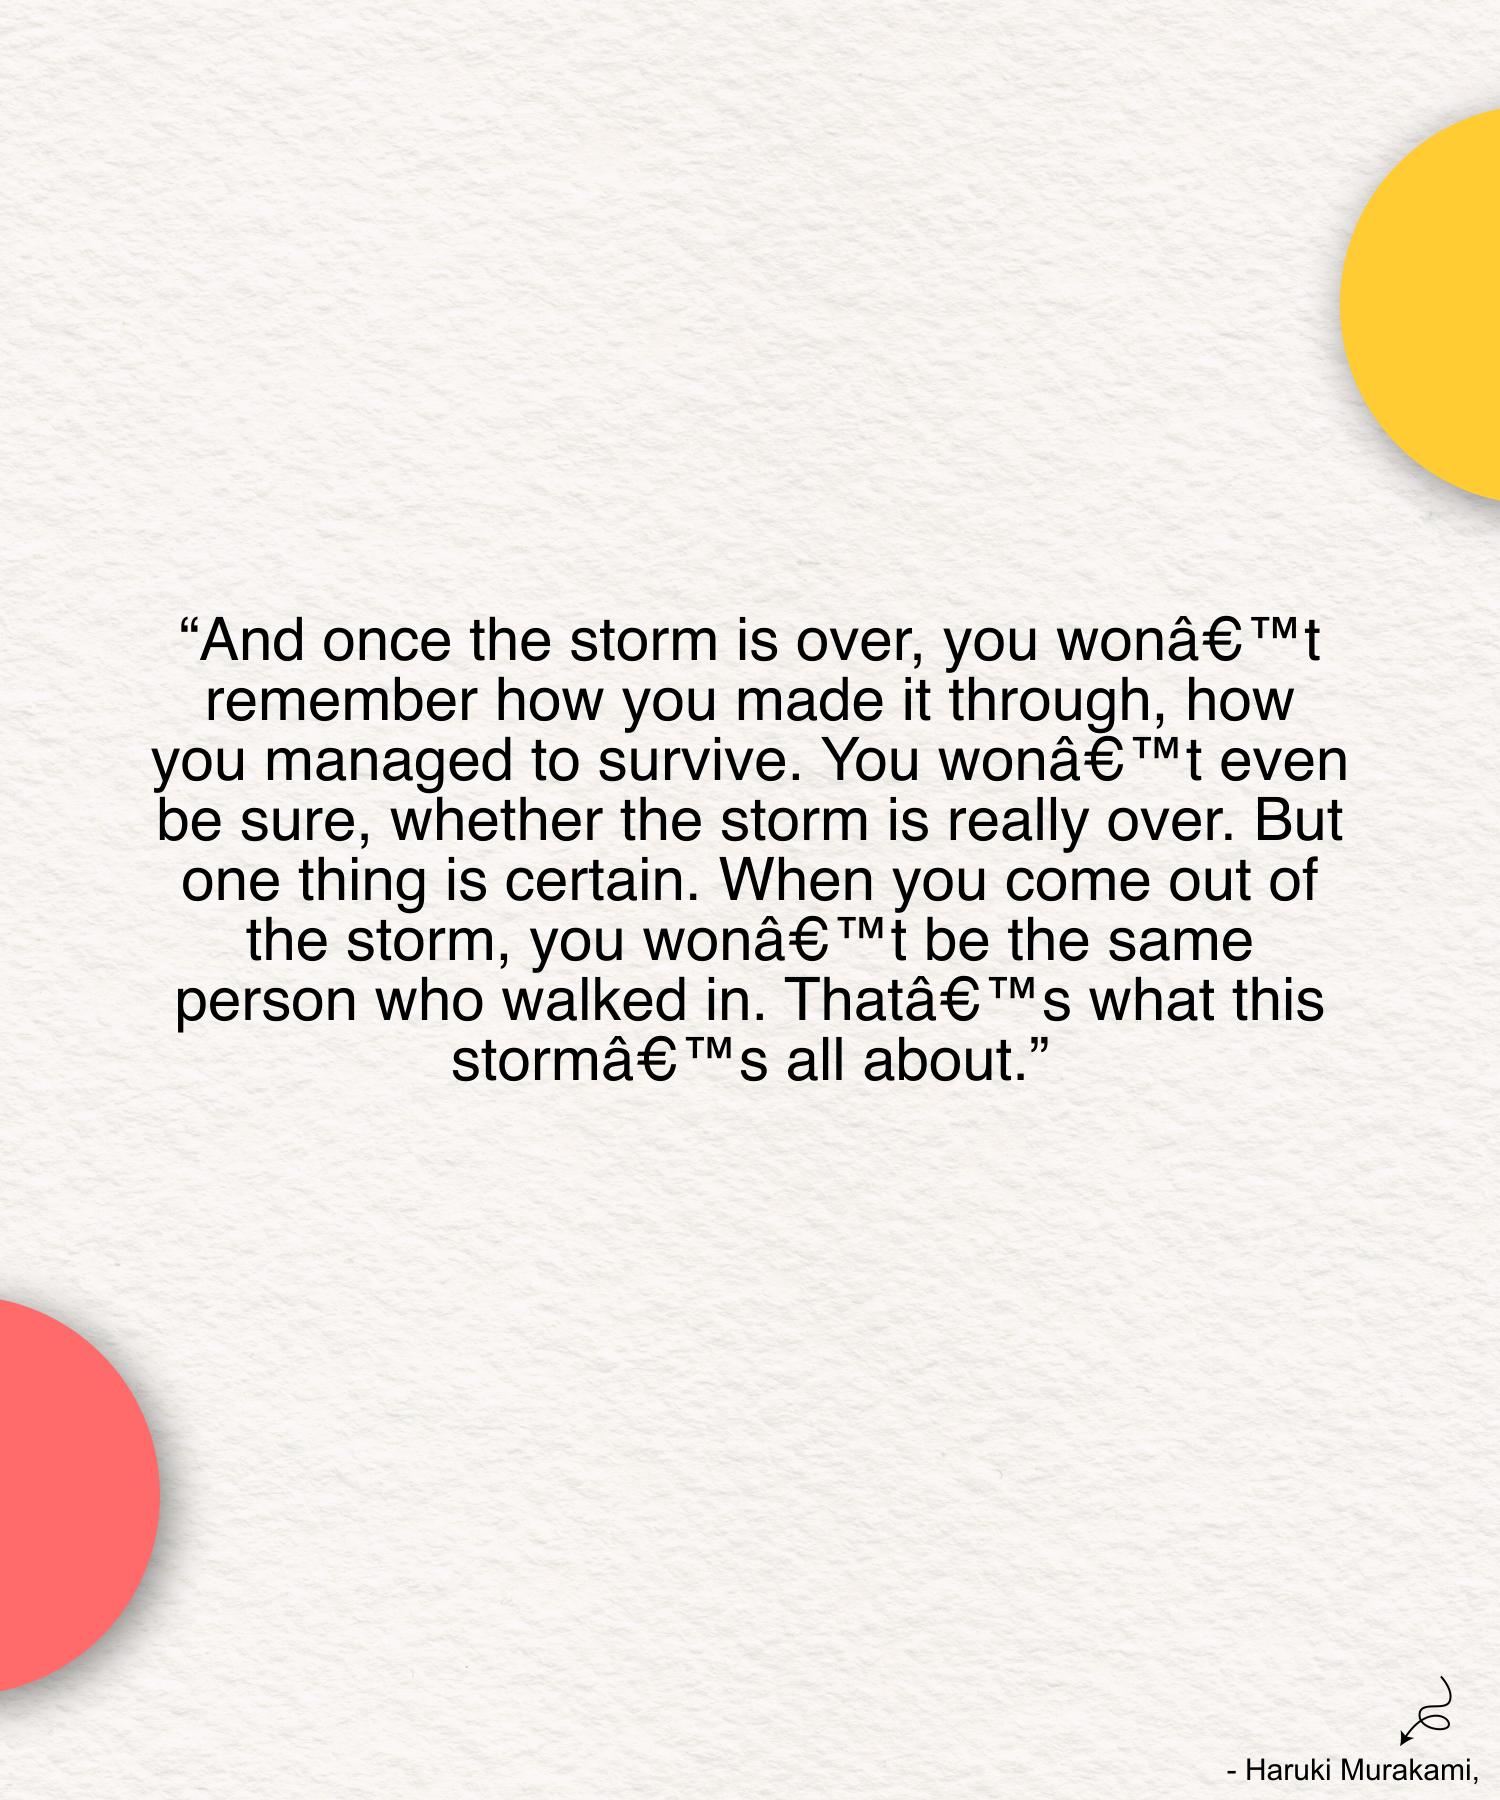 “And once the storm is over, you wonâ€™t
remember how you made it through, how
you managed to survive. You wonâ€™t even
be sure, whether the storm is really over. But
one thing is certain. When you come out of
the storm, you wonâ€™t be the same
person who walked in. Thatâ€™s what this
stormâ€™s all about.”
- Haruki Murakami,